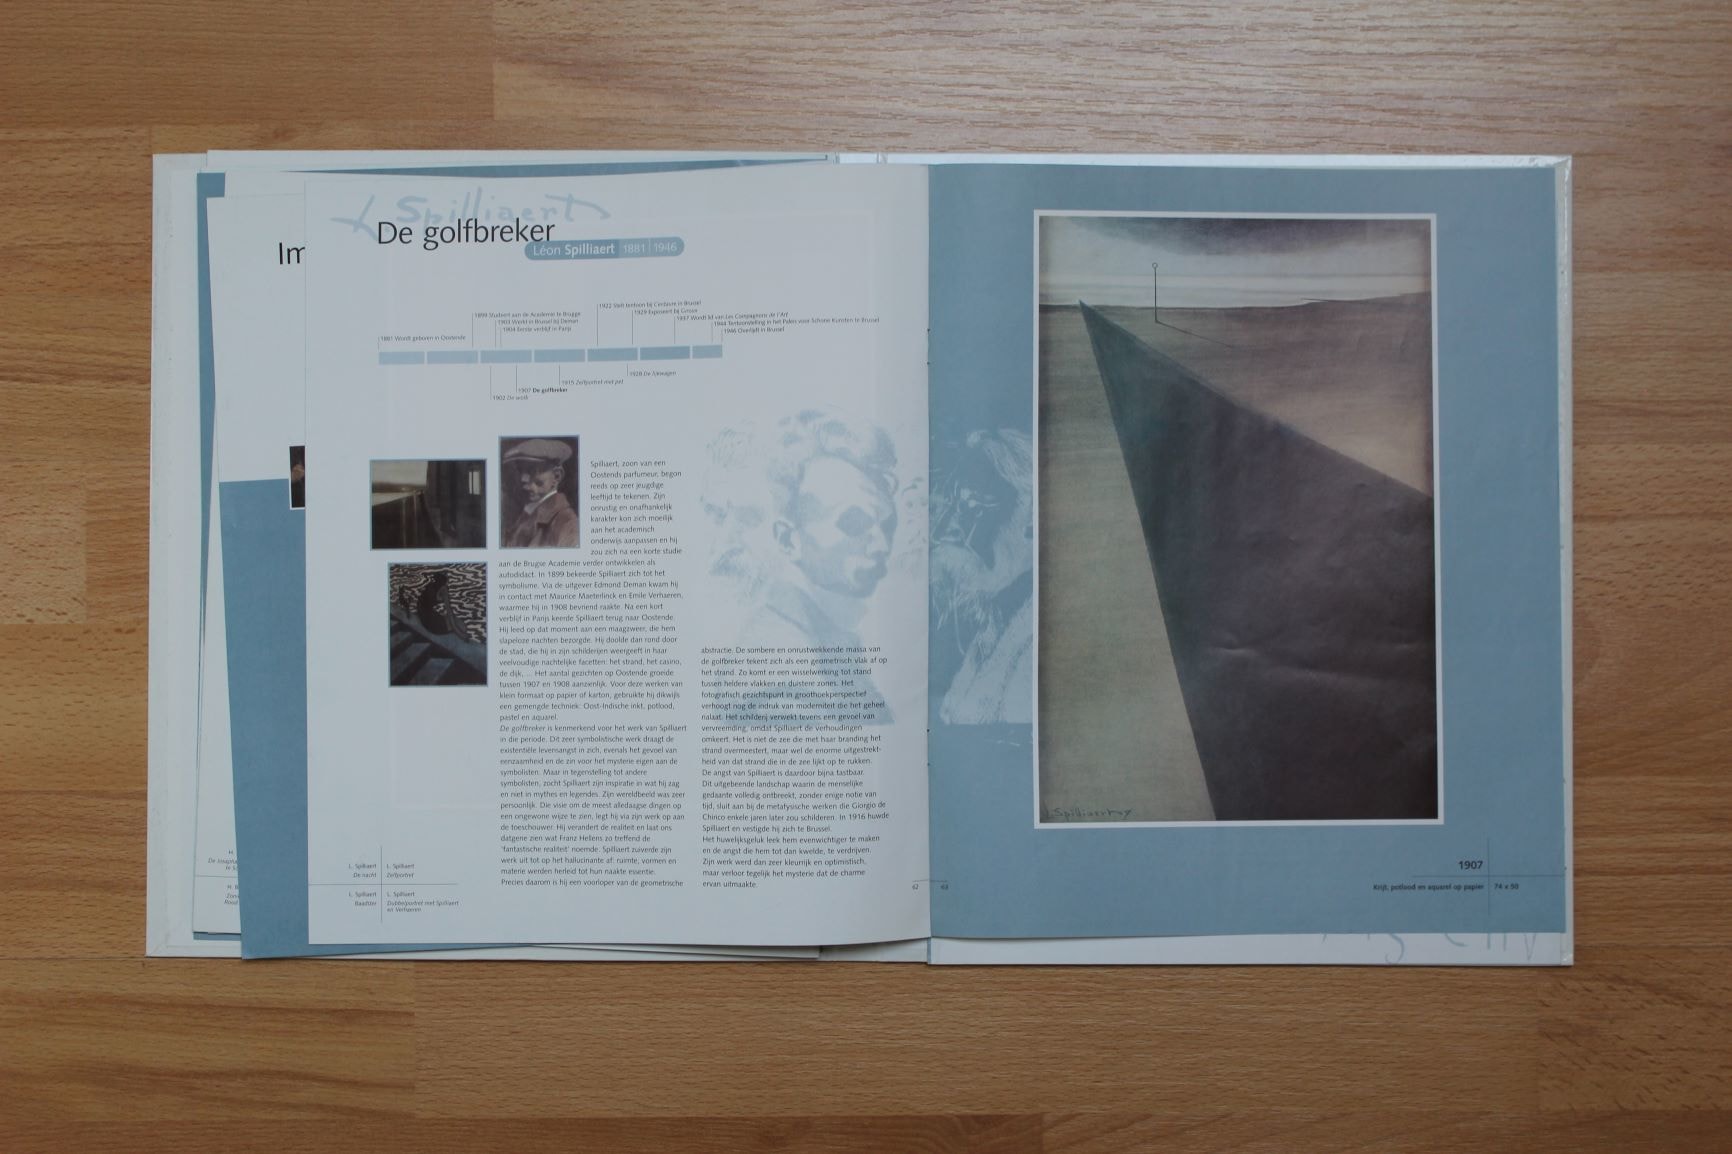 Im
L Spilliaert
De golfbreker
Léon Spilliaert 1881 | 1946
1922 Stelt tentoon bij Centaure in Brussel
1899 Studeert aan de Academie te Brugge
1929 Exposeert bij Giroux
1903 Werkt in Brussel bij Deman
1937 Wordt lid van Les Compagnons de l'Art
1904 Eerste verblijf in Parijs
1944 Tentoonstelling in het Paleis voor Schone Kunsten te Brussel
1881 Wordt geboren in Oostende
1946 Overlijdt in Brussel
1928 De lijkwagen
1915 Zelfportret met pet
1907 De golfbreker
1902 De wolk
Spilliaert, zoon van een
Oostends parfumeur, begon
reeds op zeer jeugdige
leeftijd te tekenen. Zijn
onrustig en onafhankelijk
karakter kon zich moeilijk
aan het academisch
onderwijs aanpassen en hij
zou zich na een korte studie
aan de Brugse Academie verder ontwikkelen als
autodidact. In 1899 bekeerde Spilliaert zich tot het
symbolisme. Via de uitgever Edmond Deman kwam hij
in contact met Maurice Maeterlinck en Emile Verhaeren,
waarmee hij in 1908 bevriend raakte. Na een kort
verblijf in Parijs keerde Spilliaert terug naar Oostende.
Hij leed op dat moment aan een maagzweer, die hem
slapeloze nachten bezorgde. Hij doolde dan rond door
de stad, die hij in zijn schilderijen weergeeft in haar
veelvoudige nachtelijke facetten: het strand, het casino,
de dijk, ... Het aantal gezichten op Oostende groeide
tussen 1907 en 1908 aanzienlijk. Voor deze werken van
klein formaat op papier of karton, gebruikte hij dikwijls
een gemengde techniek: Oost-Indische inkt, potlood,
pastel en aquarel.
De golfbreker is kenmerkend voor het werk van Spilliaert
in die periode. Dit zeer symbolistische werk draagt de
existentiële levensangst in zich, evenals het gevoel van
eenzaamheid en de zin voor het mysterie eigen aan de
symbolisten. Maar in tegenstelling tot andere
symbolisten, zocht Spilliaert zijn inspiratie in wat hij zag
en niet in mythes en legendes. Zijn wereldbeeld was zeer
persoonlijk. Die visie om de meest alledaagse dingen op
een ongewone wijze te zien, legt hij via zijn werk op aan
de toeschouwer. Hij verandert de realiteit en laat ons
datgene zien wat Franz Hellens zo treffend de
'fantastische realiteit' noemde. Spilliaert zuiverde zijn
werk uit tot op het hallucinante af: ruimte, vormen en
materie werden herleid tot hun naakte essentie.
Precies daarom is hij een voorloper van de geometrische
abstractie. De sombere en onrustwekkende massa van
de golfbreker tekent zich als een geometrisch vlak af op
het strand. Zo komt er een wisselwerking tot stand
tussen heldere vlakken en duistere zones. Het
fotografisch gezichtspunt in groothoekperspectief
verhoogt nog de indruk van moderniteit die het geheel
nalaat. Het schilderij verwekt tevens een gevoel van
vervreemding, omdat Spilliaert de verhoudingen
omkeert. Het is niet de zee die met haar branding het
strand overmeestert, maar wel de enorme uitgestrekt-
heid van dat strand die in de zee lijkt op te rukken.
De angst van Spilliaert is daardoor bijna tastbaar.
Dit uitgebeende landschap waarin de menselijke
gedaante volledig ontbreekt, zonder enige notie van
tijd, sluit aan bij de metafysische werken die Giorgio de
Chirico enkele jaren later zou schilderen. In 1916 huwde
Spilliaert en vestigde hij zich te Brussel.
Het huwelijksgeluk leek hem evenwichtiger te maken
en de angst die hem tot dan kwelde, te verdrijven.
Zijn werk werd dan zeer kleurrijk en optimistisch,
maar verloor tegelijk het mysterie dat de charme
ervan uitmaakte.
L. Spilliaert
De nacht
L. Spilliaert
Zelfportret
L. Spilliaert
Baadster
L. Spilliaert
Dubbelportret met Spilliaert
en Verhaeren
62
63
L. Spilliaert 07
1907
Krijt, potlood en aquarel op papier 74 x 50